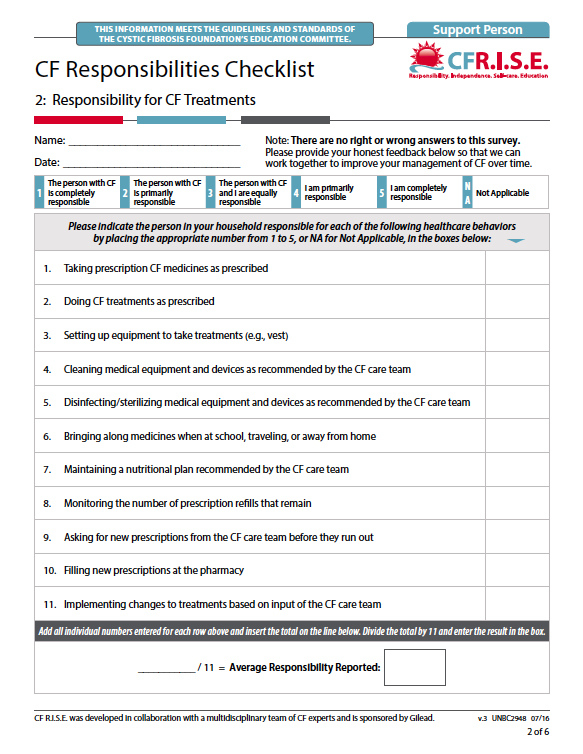 THIS INFORMATION MEETS THE GUIDELINES AND STANDARDS OF
THE CYSTIC FIBROSIS FOUNDATION'S EDUCATION COMMITTEE.
Support Person
CF Responsibilities Checklist
CFR.I.S.E.
Responsibility. Independence. Self-care. Education
2: Responsibility for CF Treatments
Name: ____________________
Date: ____________________
Note: There are no right or wrong answers to this survey.
Please provide your honest feedback below so that we can
work together to improve your management of CF over time.
1 The person with CF is completely responsible
2 The person with CF is primarily responsible
3 The person with CF and I are equally responsible
4 I am primarily responsible
5 I am completely responsible
NA Not Applicable
Please indicate the person in your household responsible for each of the following healthcare behaviors
by placing the appropriate number from 1 to 5, or NA for Not Applicable, in the boxes below:
1. Taking prescription CF medicines as prescribed
2. Doing CF treatments as prescribed
3. Setting up equipment to take treatments (e.g., vest)
4. Cleaning medical equipment and devices as recommended by the CF care team
5. Disinfecting/sterilizing medical equipment and devices as recommended by the CF care team
6. Bringing along medicines when at school, traveling, or away from home
7. Maintaining a nutritional plan recommended by the CF care team
8. Monitoring the number of prescription refills that remain
9. Asking for new prescriptions from the CF care team before they run out
10. Filling new prescriptions at the pharmacy
11. Implementing changes to treatments based on input of the CF care team
Add all individual numbers entered for each row above and insert the total on the line below. Divide the total by 11 and enter the result in the box.
__________ / 11 = Average Responsibility Reported:
CF R.I.S.E. was developed in collaboration with a multidisciplinary team of CF experts and is sponsored by Gilead.
v.3 UNBC2948 07/16
2 of 6